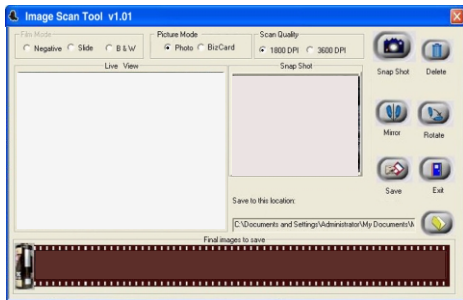 Image Scan Tool v1.01
Film Mode
Negative Slide B & W
Picture Mode
Photo BizCard
Scan Quality
1800 DPI 3600 DPI
Live View
Snap Shot
Snap Shot Delete
Mirror Rotate
Save Exit
Save to this location:
C:\Documents and Settings\Administrator\My Documents\
Final images to save